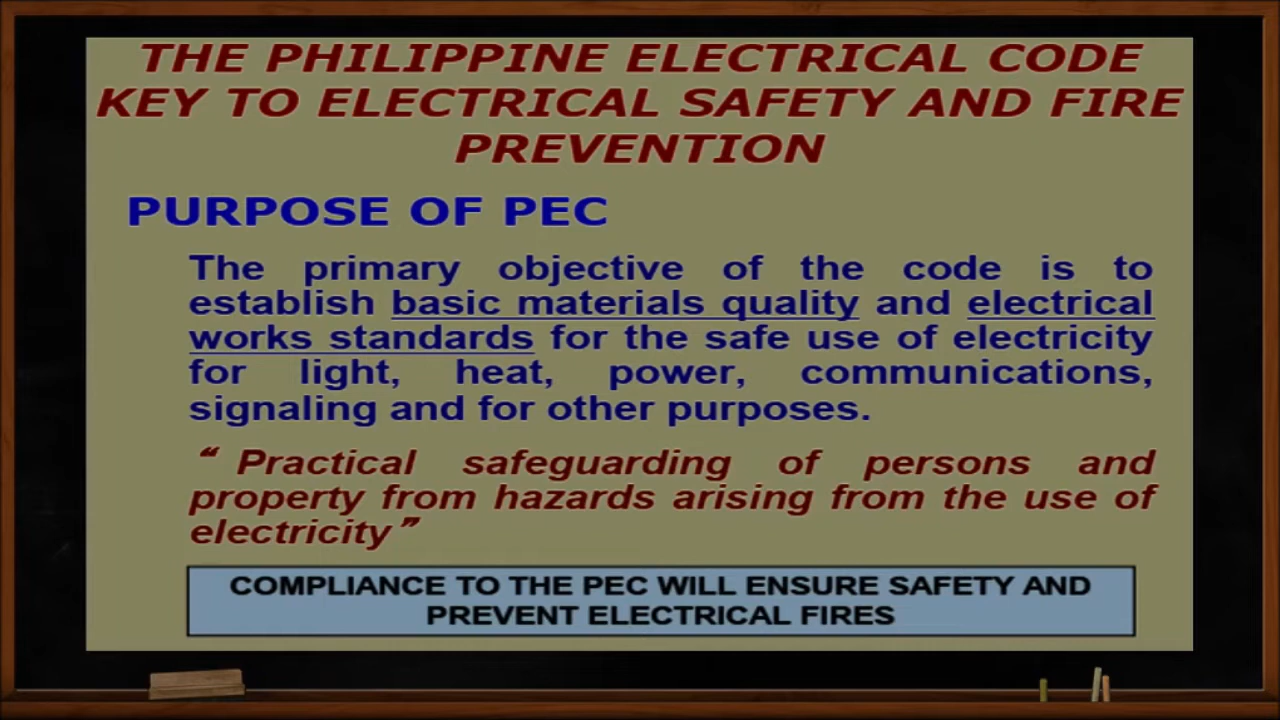 THE PHILIPPINE ELECTRICAL CODE
KEY TO ELECTRICAL SAFETY AND FIRE
PREVENTION
PURPOSE OF PEC
The primary objective of the code is to
establish basic materials quality and electrical
works standards for the safe use of electricity
for light, heat, power, communications,
signaling and for other purposes.
“ Practical safeguarding of persons and
property from hazards arising from the use of
electricity”
COMPLIANCE TO THE PEC WILL ENSURE SAFETY AND
PREVENT ELECTRICAL FIRES